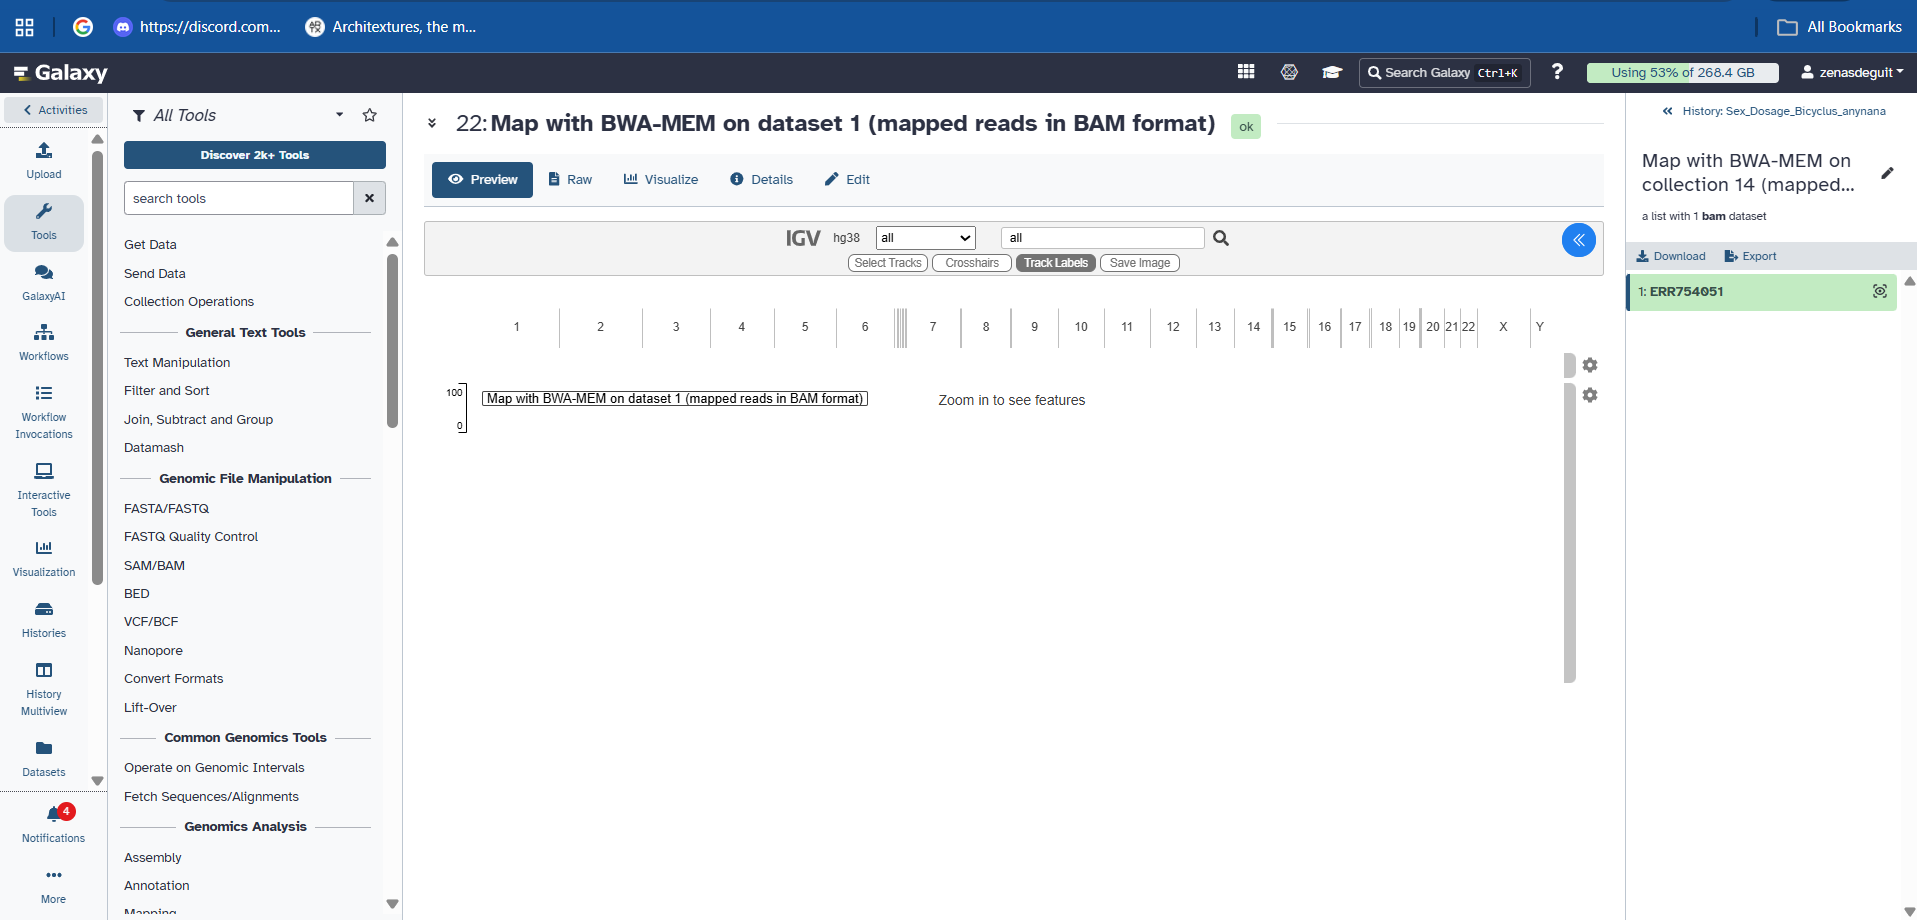 https://discord.com...
Architextures, the m...
All Bookmarks
Galaxy
Search Galaxy Ctrl+K
?
Using 53% of 268.4 GB
zenasdeguit
Activities
Upload
Tools
GalaxyAI
Workflows
Workflow
Invocations
Interactive
Tools
Visualization
Histories
History
Multiview
Datasets
4
Notifications
More
All Tools
Discover 2k+ Tools
search tools
Get Data
Send Data
Collection Operations
General Text Tools
Text Manipulation
Filter and Sort
Join, Subtract and Group
Datamash
Genomic File Manipulation
FASTA/FASTQ
FASTQ Quality Control
SAM/BAM
BED
VCF/BCF
Nanopore
Convert Formats
Lift-Over
Common Genomics Tools
Operate on Genomic Intervals
Fetch Sequences/Alignments
Genomics Analysis
Assembly
Annotation
Mapping
22: Map with BWA-MEM on dataset 1 (mapped reads in BAM format) ok
Preview Raw Visualize Details Edit
IGV hg38 all all
Select Tracks Crosshairs Track Labels Save Image
1 2 3 4 5 6 7 8 9 10 11 12 13 14 15 16 17 18 19 20 21 22 X Y
100
Map with BWA-MEM on dataset 1 (mapped reads in BAM format) Zoom in to see features
0
History: Sex_Dosage_Bicyclus_anynana
Map with BWA-MEM on
collection 14 (mapped...
a list with 1 bam dataset
Download Export
1: ERR754051